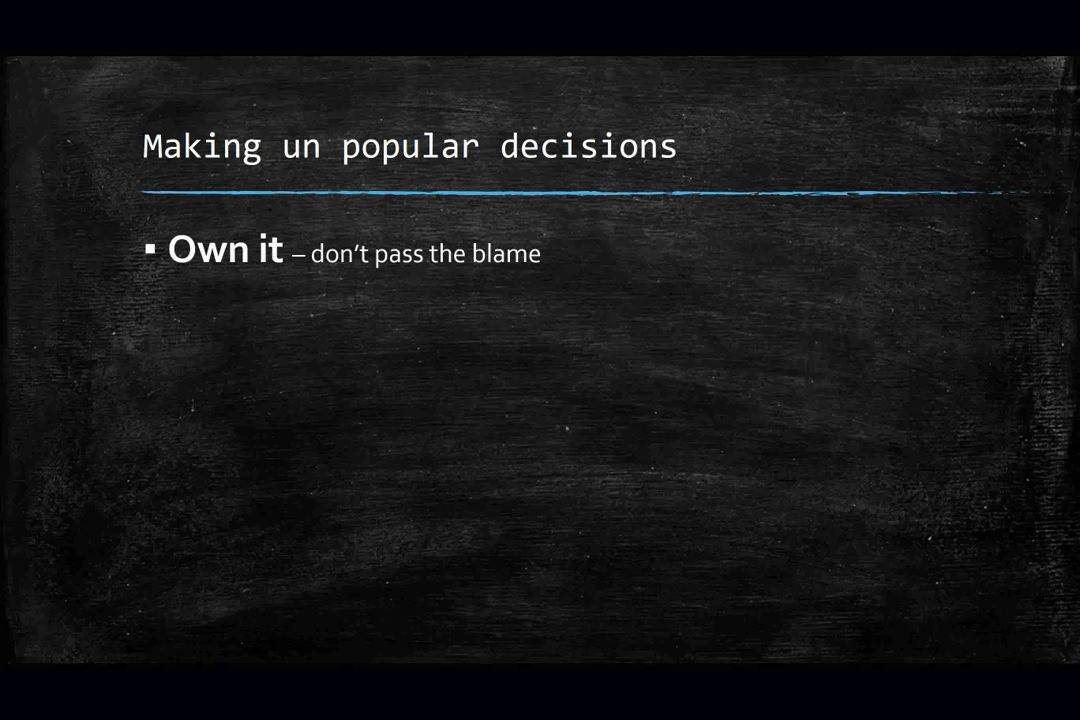 Making un popular decisions
▪ Own it – don’t pass the blame